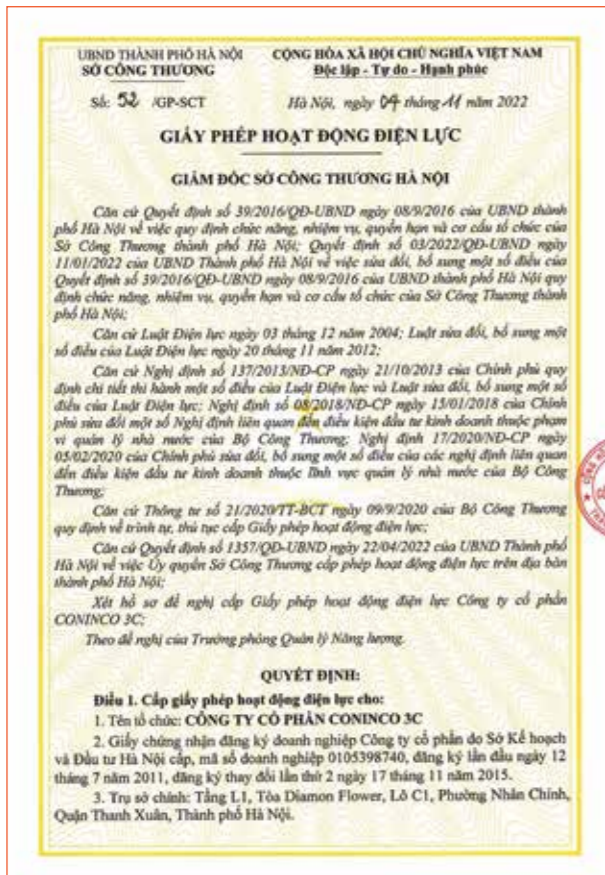 UBND THÀNH PHỐ HÀ NỘI
SỞ CÔNG THƯƠNG
CỘNG HÒA XÃ HỘI CHỦ NGHĨA VIỆT NAM
Độc lập - Tự do - Hạnh phúc
Số: 52 /GP-SCT
Hà Nội, ngày 04 tháng 11 năm 2022
GIẤY PHÉP HOẠT ĐỘNG ĐIỆN LỰC
GIÁM ĐỐC SỞ CÔNG THƯƠNG HÀ NỘI
Căn cứ Quyết định số 39/2016/QĐ-UBND ngày 08/9/2016 của UBND thành
phố Hà Nội về việc quy định chức năng, nhiệm vụ, quyền hạn và cơ cấu tổ chức của
Sở Công Thương thành phố Hà Nội; Quyết định số 03/2022/QĐ-UBND ngày
11/01/2022 của UBND Thành phố Hà Nội về việc sửa đổi, bổ sung một số điều của
Quyết định số 39/2016/QĐ-UBND ngày 08/9/2016 của UBND thành phố Hà Nội quy
định chức năng, nhiệm vụ, quyền hạn và cơ cấu tổ chức của Sở Công Thương thành
phố Hà Nội;
Căn cứ Luật Điện lực ngày 03 tháng 12 năm 2004; Luật sửa đổi, bổ sung một
số điều của Luật Điện lực ngày 20 tháng 11 năm 2012;
Căn cứ Nghị định số 137/2013/NĐ-CP ngày 21/10/2013 của Chính phủ quy
định chi tiết thi hành một số điều của Luật Điện lực và Luật sửa đổi, bổ sung một số
điều của Luật Điện lực; Nghị định số 08/2018/NĐ-CP ngày 15/01/2018 của Chính
phủ sửa đổi một số Nghị định liên quan đến điều kiện đầu tư kinh doanh thuộc phạm
vi quản lý nhà nước của Bộ Công Thương; Nghị định 17/2020/NĐ-CP ngày
05/02/2020 của Chính phủ sửa đổi, bổ sung một số điều của các nghị định liên quan
đến điều kiện đầu tư kinh doanh thuộc lĩnh vực quản lý nhà nước của Bộ Công
Thương;
Căn cứ Thông tư số 21/2020/TT-BCT ngày 09/9/2020 của Bộ Công Thương
quy định về trình tự, thủ tục cấp Giấy phép hoạt động điện lực;
Căn cứ Quyết định số 1357/QĐ-UBND ngày 22/04/2022 của UBND Thành phố
Hà Nội về việc Ủy quyền Sở Công Thương cấp phép hoạt động điện lực trên địa bàn
thành phố Hà Nội;
Xét hồ sơ đề nghị cấp Giấy phép hoạt động điện lực Công ty cổ phần
CONINCO 3C;
Theo đề nghị của Trưởng phòng Quản lý Năng lượng.
QUYẾT ĐỊNH:
Điều 1. Cấp giấy phép hoạt động điện lực cho:
1. Tên tổ chức: CÔNG TY CỔ PHẦN CONINCO 3C
2. Giấy chứng nhận đăng ký doanh nghiệp Công ty cổ phần do Sở Kế hoạch
và Đầu tư Hà Nội cấp, mã số doanh nghiệp 0105398740, đăng ký lần đầu ngày 12
tháng 7 năm 2011, đăng ký thay đổi lần thứ 2 ngày 17 tháng 11 năm 2015.
3. Trụ sở chính: Tầng L1, Tòa Diamon Flower, Lô C1, Phường Nhân Chính,
Quận Thanh Xuân, Thành phố Hà Nội.